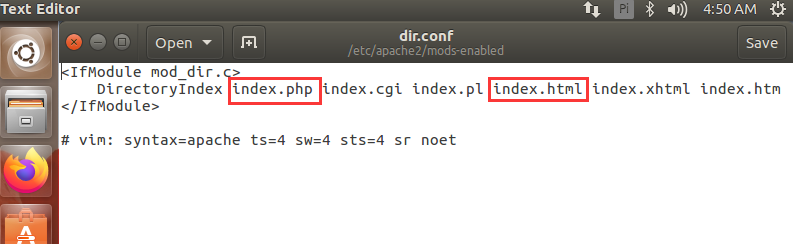 Text Editor
Pi
4:50 AM
Open
dir.conf
/etc/apache2/mods-enabled
Save
<IfModule mod_dir.c>
DirectoryIndex index.php index.cgi index.pl index.html index.xhtml index.htm
</IfModule>
# vim: syntax=apache ts=4 sw=4 sts=4 sr noet